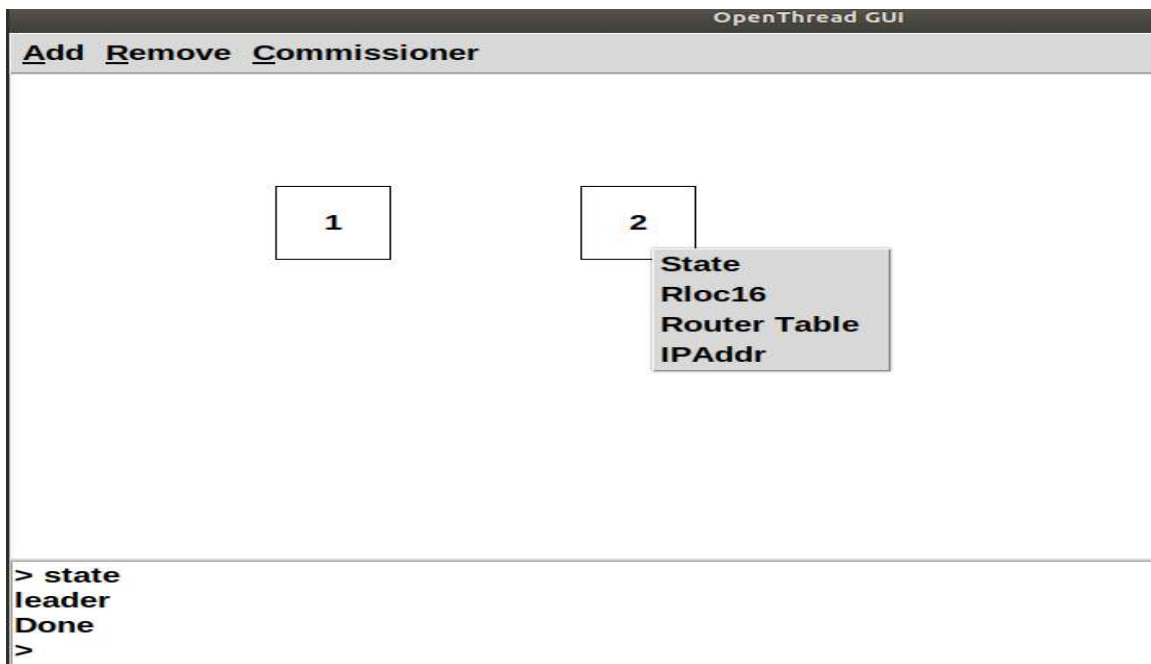 OpenThread GUI
Add Remove Commissioner
1 2
State
Rloc16
Router Table
IPAddr
> state
leader
Done
>